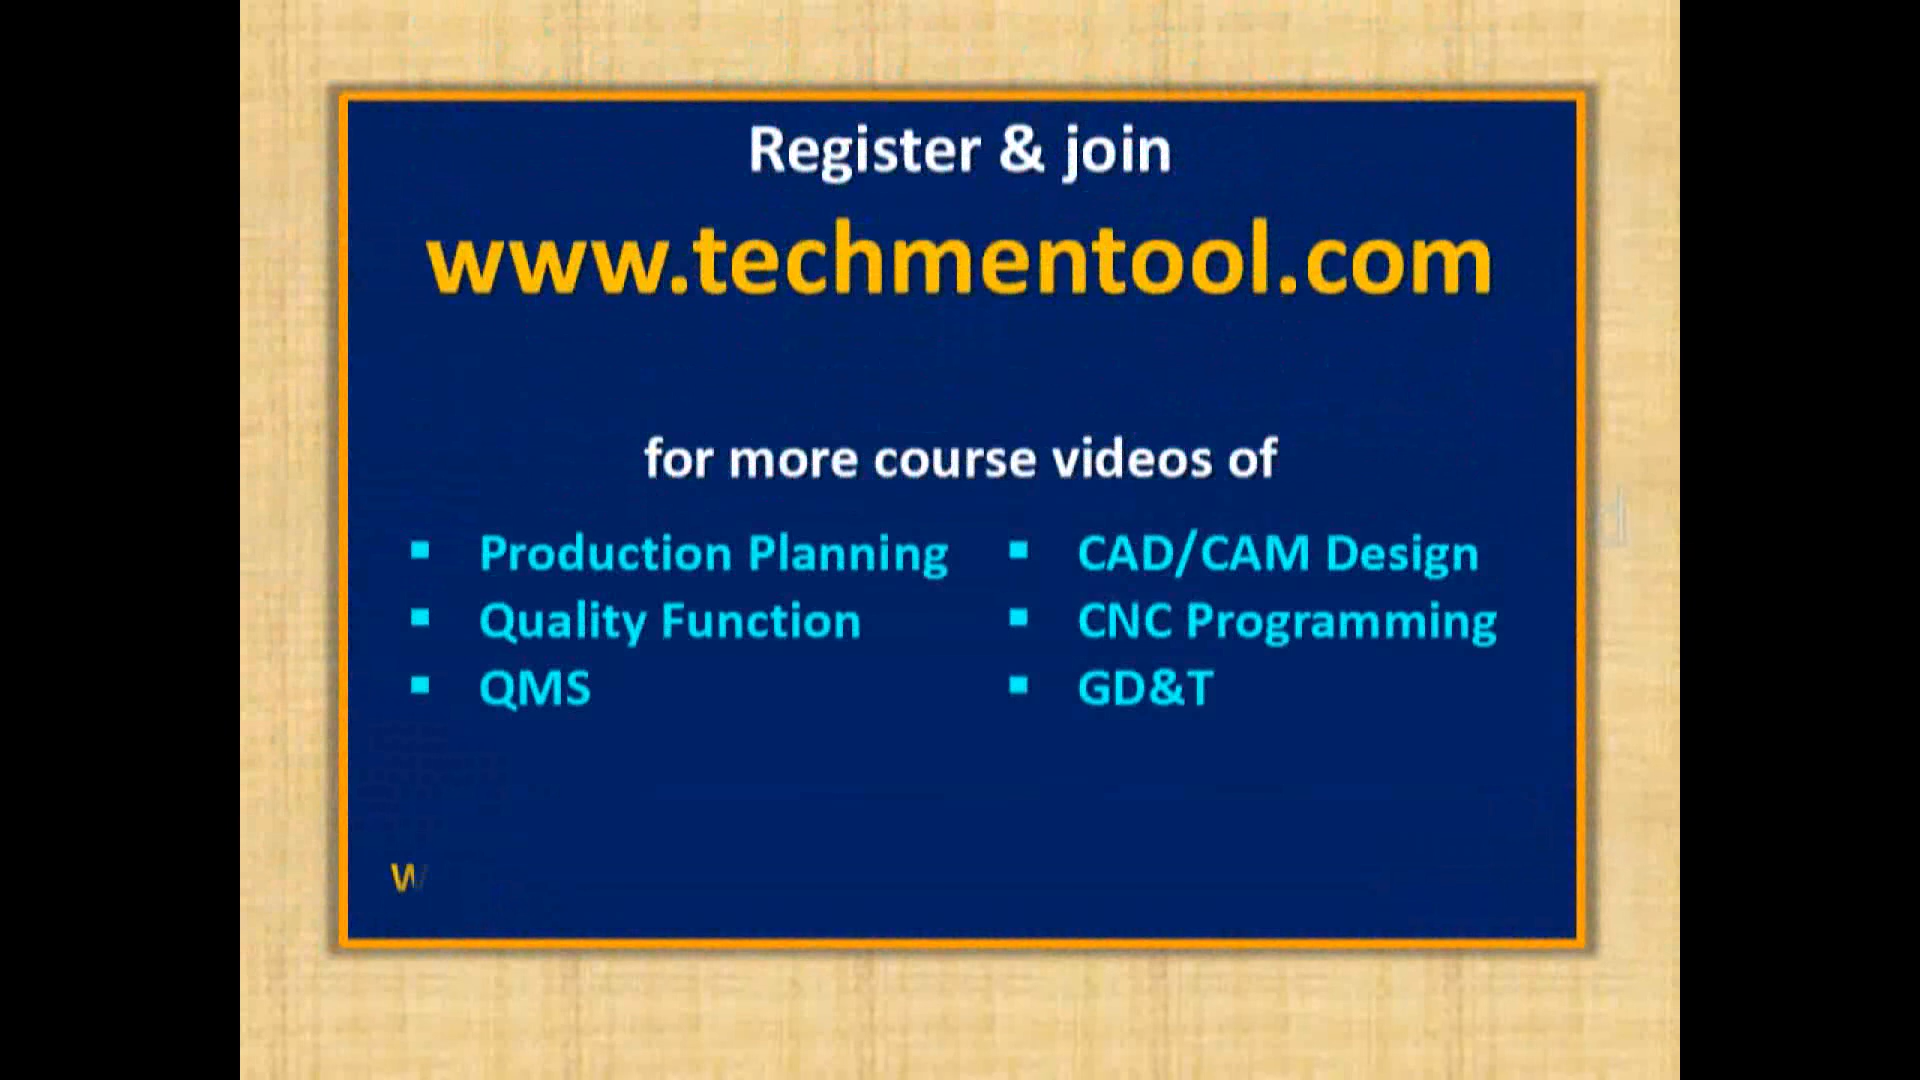 Register & join
www.techmentool.com
for more course videos of
▪ Production Planning
▪ Quality Function
▪ QMS
▪ CAD/CAM Design
▪ CNC Programming
▪ GD&T
W